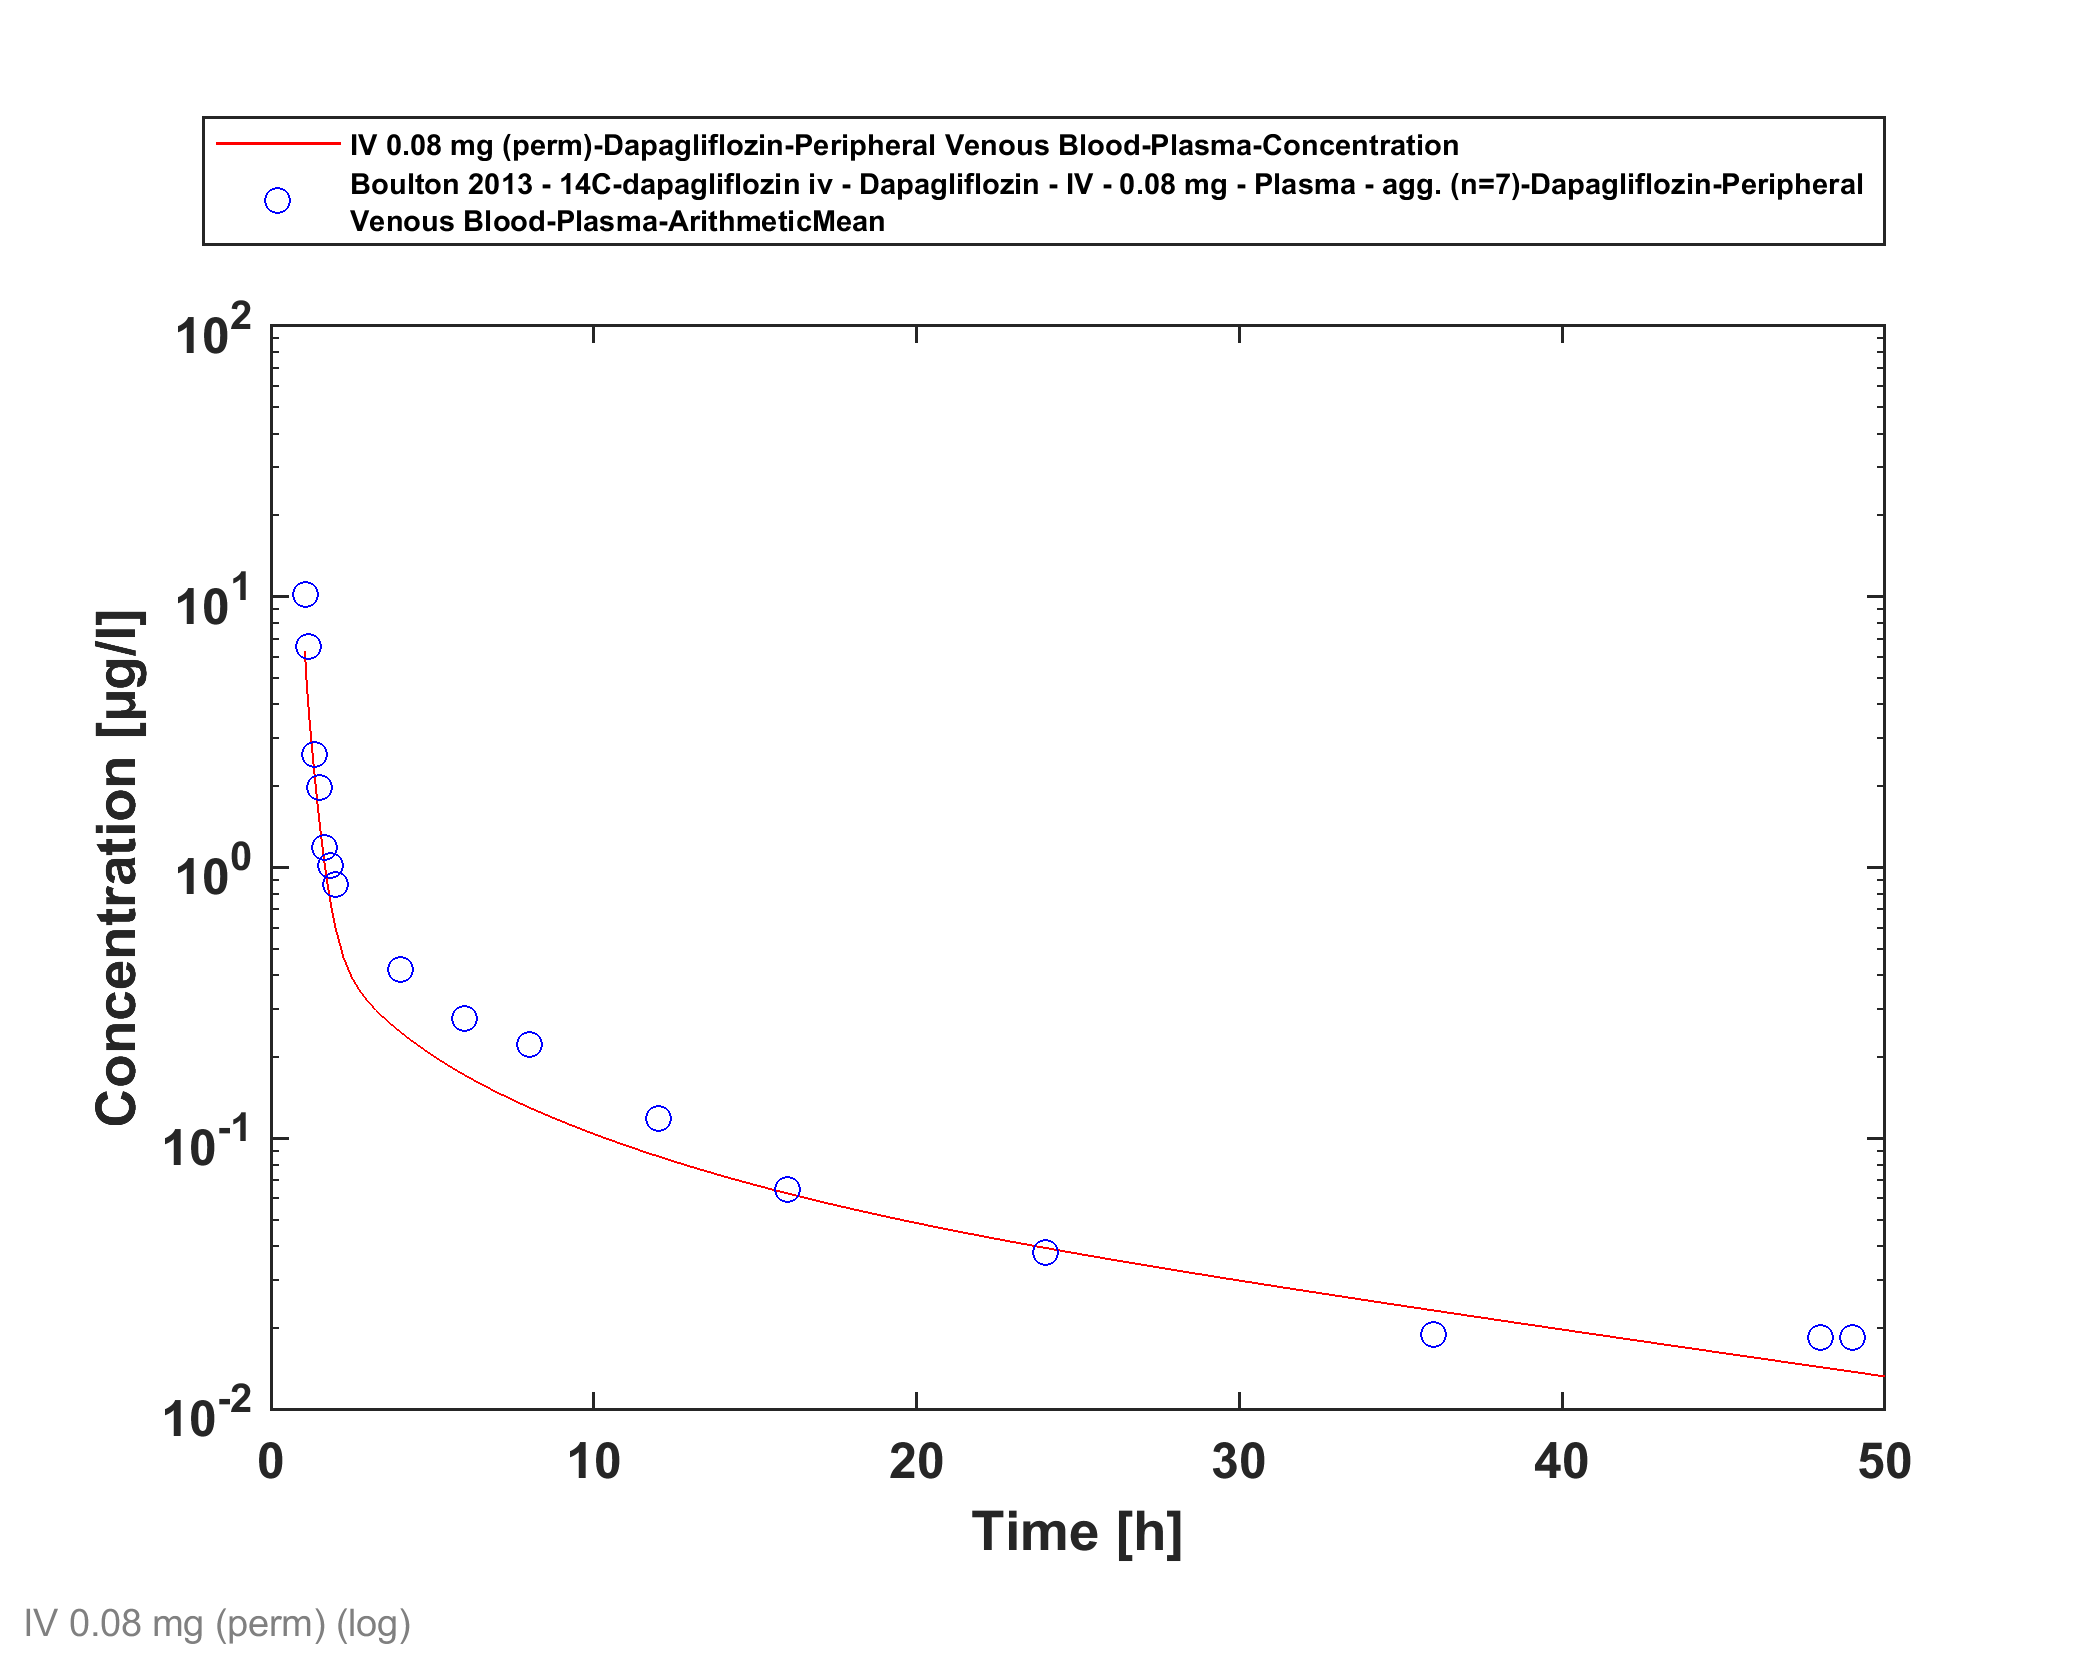 IV 0.08 mg (perm)-Dapagliflozin-Peripheral Venous Blood-Plasma-Concentration
Boulton 2013 - 14C-dapagliflozin iv - Dapagliflozin - IV - 0.08 mg - Plasma - agg. (n=7)-Dapagliflozin-Peripheral
Venous Blood-Plasma-ArithmeticMean
10^2
10^1
10^0
10^-1
10^-2
Concentration [µg/l]
0 10 20 30 40 50
Time [h]
IV 0.08 mg (perm) (log)